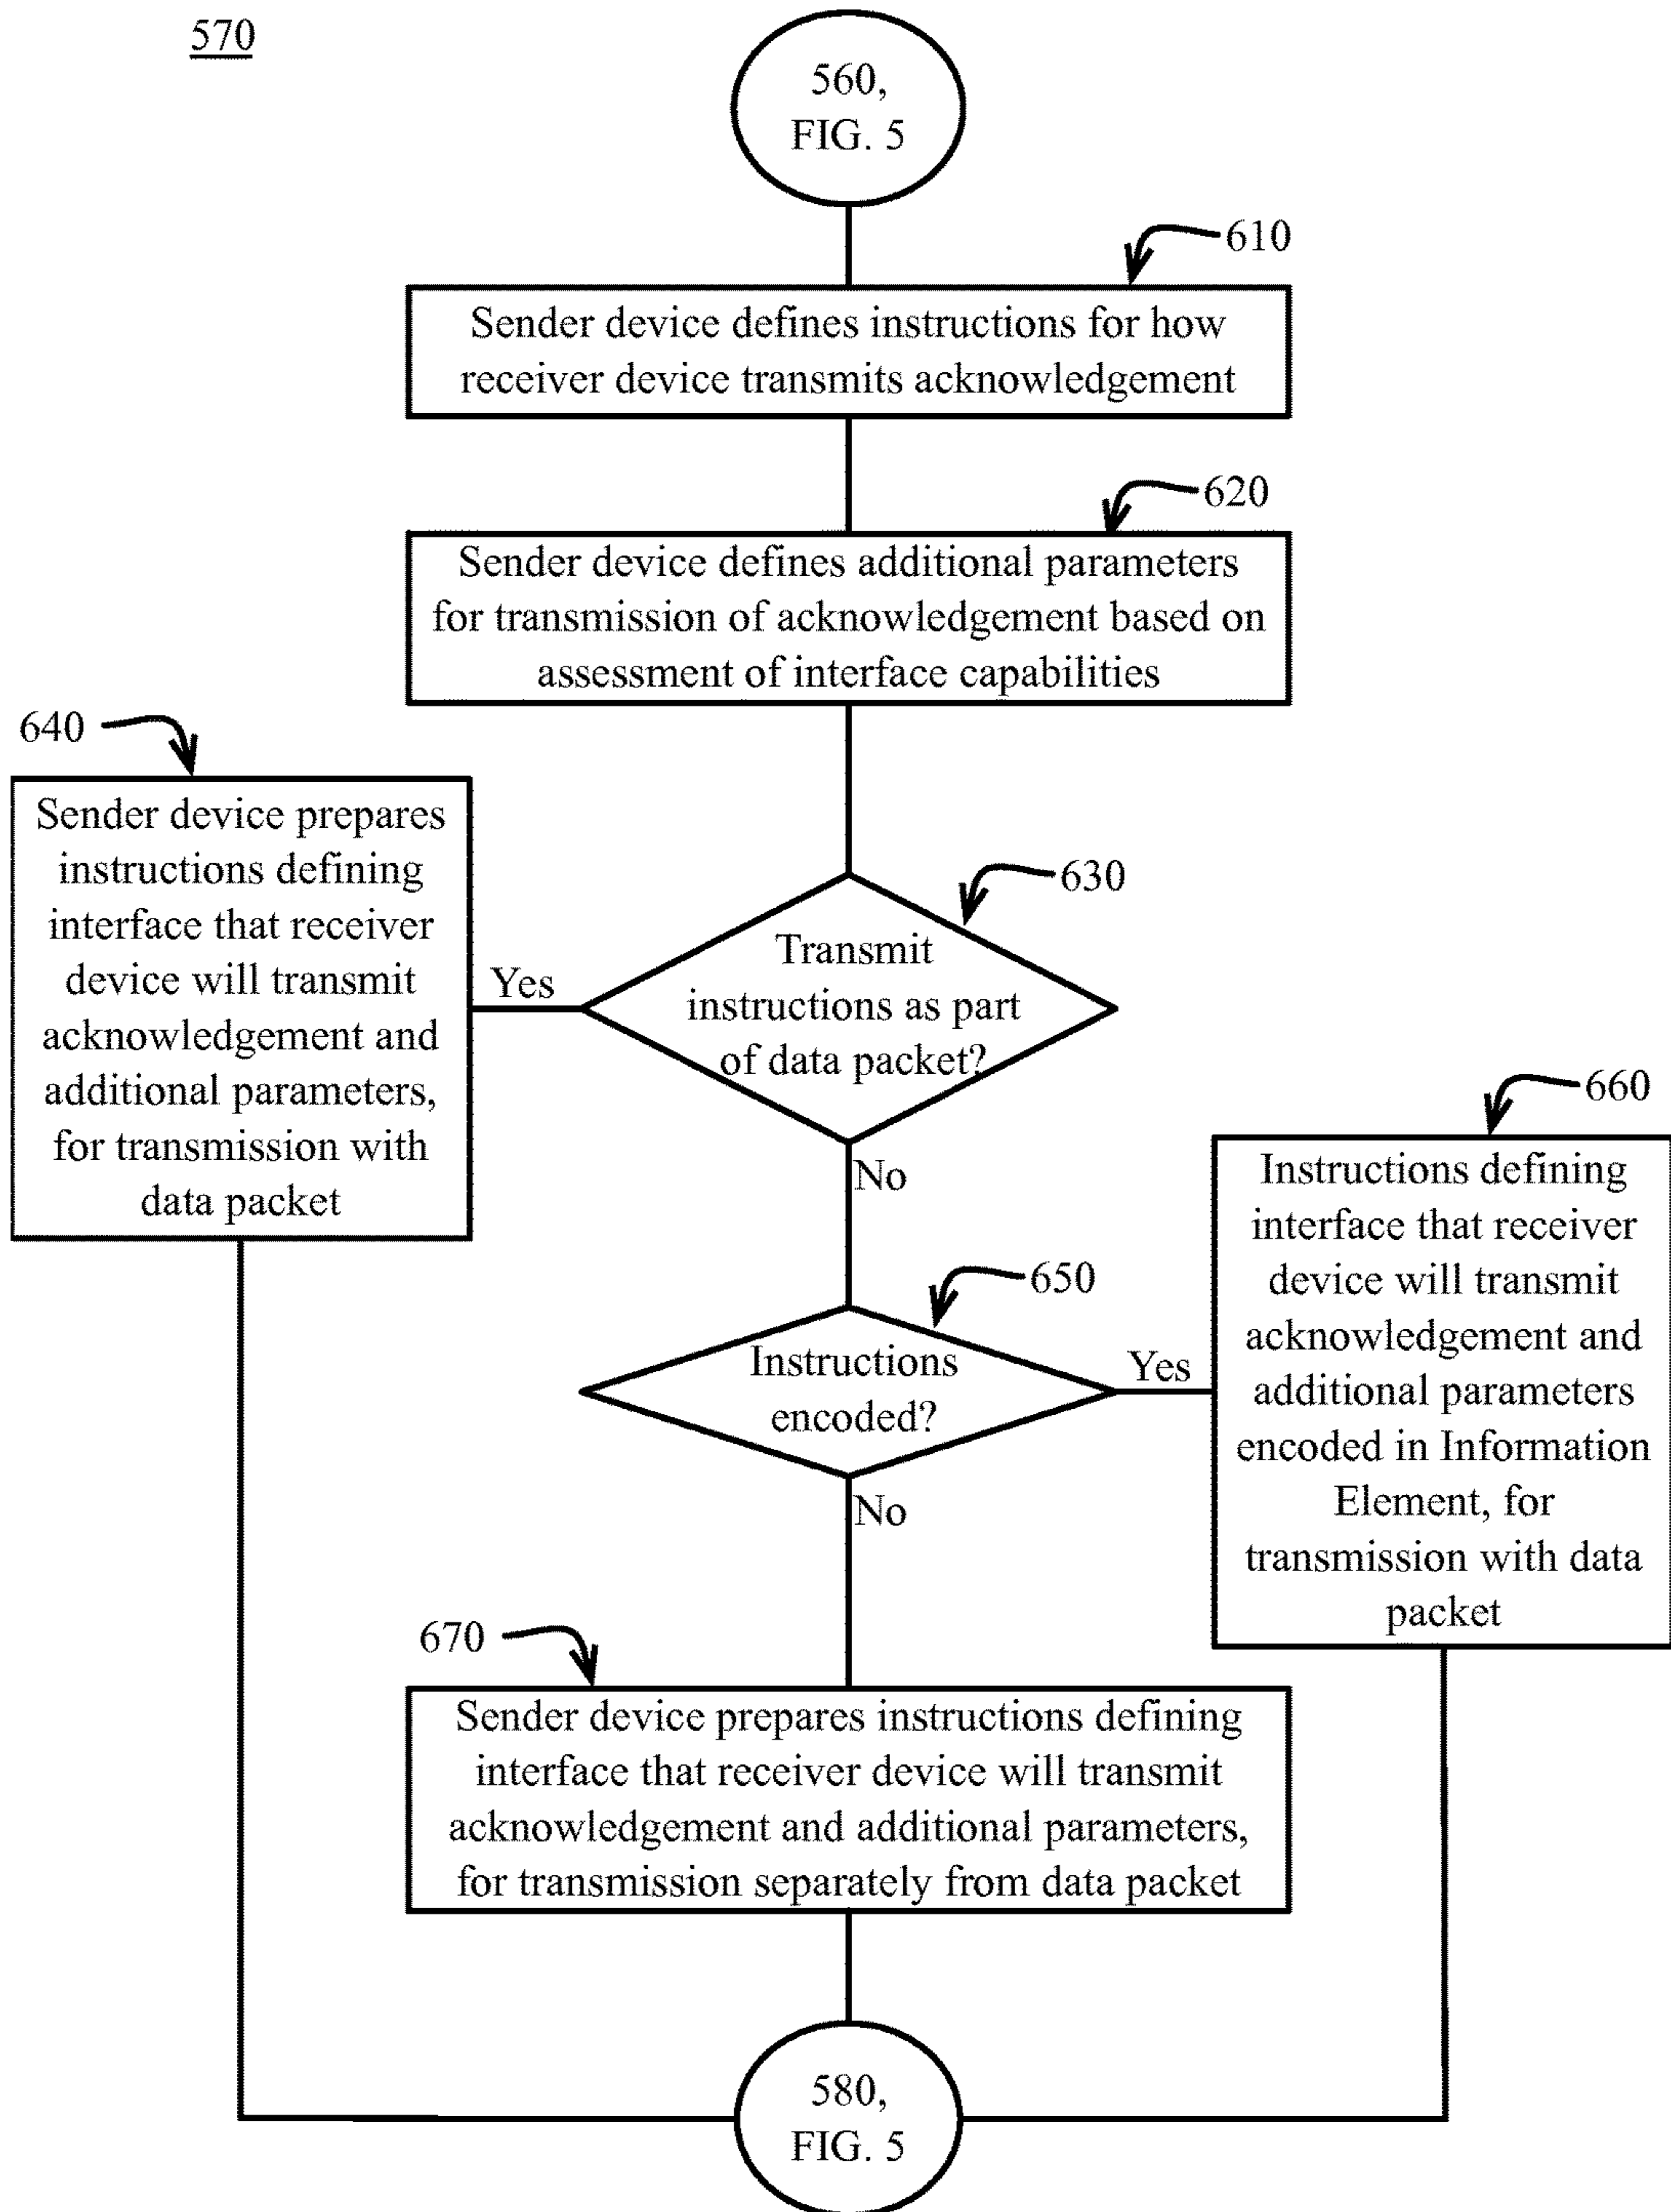 570
560,
FIG. 5
610
Sender device defines instructions for how
receiver device transmits acknowledgement
620
Sender device defines additional parameters
for transmission of acknowledgement based on
assessment of interface capabilities
640
Sender device prepares
instructions defining
interface that receiver
device will transmit
acknowledgement and
additional parameters,
for transmission with
data packet
630
Transmit
instructions as part
of data packet?
Yes
No
650
Instructions
encoded?
Yes
No
660
Instructions defining
interface that receiver
device will transmit
acknowledgement and
additional parameters
encoded in Information
Element, for
transmission with data
packet
670
Sender device prepares instructions defining
interface that receiver device will transmit
acknowledgement and additional parameters,
for transmission separately from data packet
580,
FIG. 5